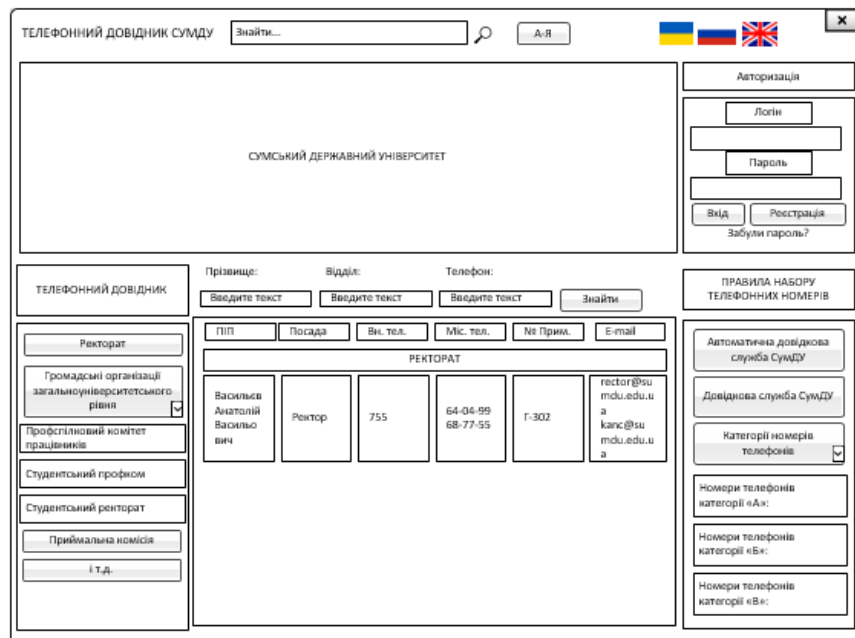 ТЕЛЕФОННИЙ ДОВІДНИК СУМДУ
Знайти...
А-Я
×
СУМСЬКИЙ ДЕРЖАВНИЙ УНІВЕРСИТЕТ
Авторизація
Логін
Пароль
Вхід
Реєстрація
Забули пароль?
ТЕЛЕФОННИЙ ДОВІДНИК
Прізвище:
Відділ:
Телефон:
Введите текст
Введите текст
Введите текст
Знайти
ПРАВИЛА НАБОРУ
ТЕЛЕФОННИХ НОМЕРІВ
Ректорат
Громадські організації
загальноуніверситетського
рівня
Профспілковий комітет
працівників
Студентський профком
Студентський ректорат
Приймальна комісія
і т.д.
ПІП
Посада
Вн. тел.
Міс. тел.
№ Прим.
E-mail
РЕКТОРАТ
Васильєв
Анатолій
Васильо
вич
Ректор
755
64-04-99
68-77-55
Г-302
rector@su
mdu.edu.u
a
kanc@su
mdu.edu.u
a
Автоматична довідкова
служба СумДУ
Довідкова служба СумДУ
Категорії номерів
телефонів
Номери телефонів
категорії «А»:
Номери телефонів
категорії «Б»:
Номери телефонів
категорії «В»: